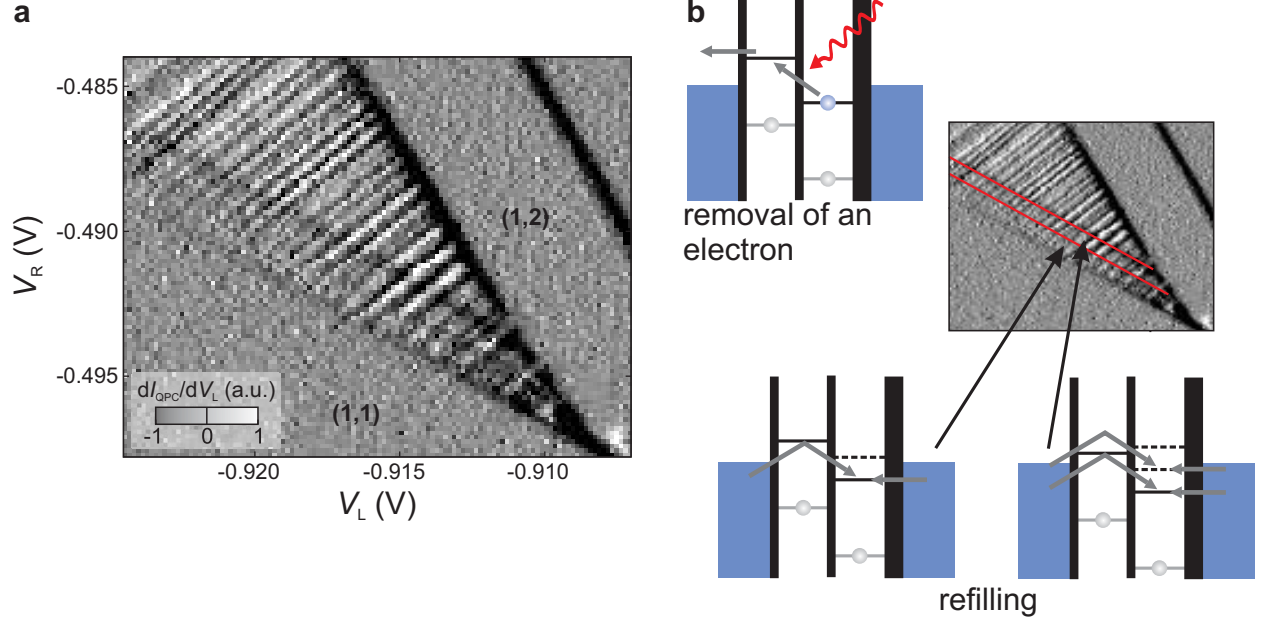 a
b
-0.485
-0.490
-0.495
V_R (V)
(1,2)
(1,1)
dI_QPC/dV_L (a.u.)
-1 0 1
-0.920 -0.915 -0.910
V_L (V)
removal of an
electron
refilling